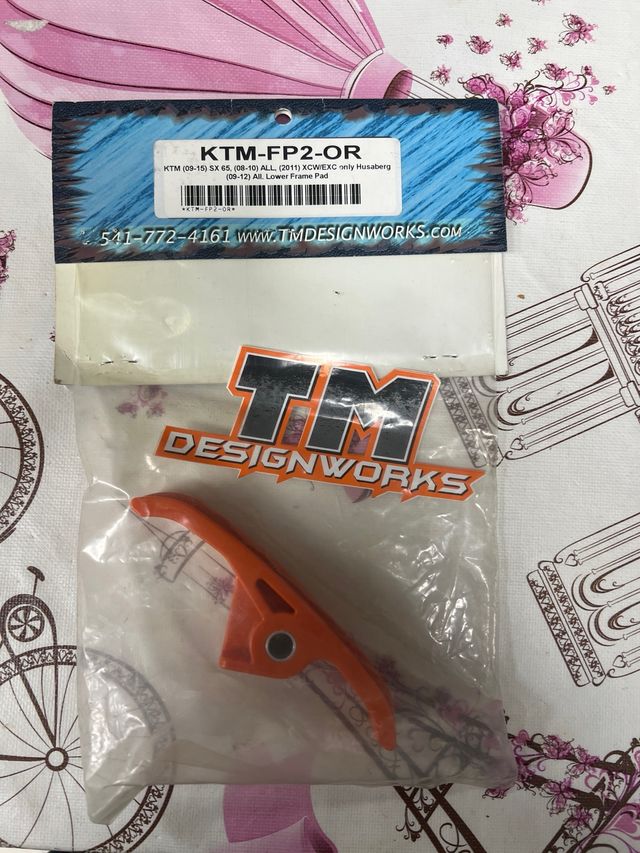 KTM-FP2-OR
KTM (09-15) SX 65, (08-10) ALL, (2011) XCW/EXC only Husaberg
(09-12) All. Lower Frame Pad
*KTM-FP2-OR*
541-772-4161 WWW.TMDESIGNWORKS.COM
TM
DESIGNWORKS